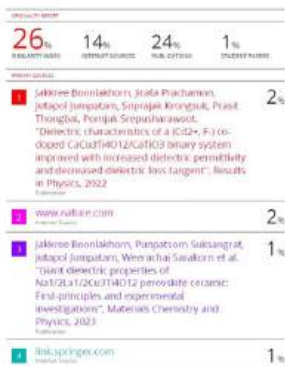 ORIGINALITY REPORT
26% 14% 24% 1%
SIMILARITY INDEX INTERNET SOURCES PUBLICATIONS STUDENT PAPERS
PRIMARY SOURCES
1 Jakkree Boonlakhorn, Jirata Prachamon, 2%
Jutapol Jumpatam, Sriprajak Krongsuk, Prasit
Thongbai, Pornjuk Srepusharawoot.
"Dielectric characteristics of a (Cd2+, F-) co-
doped CaCu3Ti4O12/CaTiO3 binary system
improved with increased dielectric permittivity
and decreased dielectric loss tangent", Results
in Physics, 2022
Publication
2 www.nature.com 2%
Internet Source
3 Jakkree Boonlakhorn, Punpatsorn Suksangrat, 1%
Jutapol Jumpatam, Weerachai Sarakorn et al.
"Giant dielectric properties of
Na1/2La1/2Cu3Ti4O12 perovskite ceramic:
First-principles and experimental
investigations", Materials Chemistry and
Physics, 2023
Publication
4 link.springer.com 1%
Internet Source